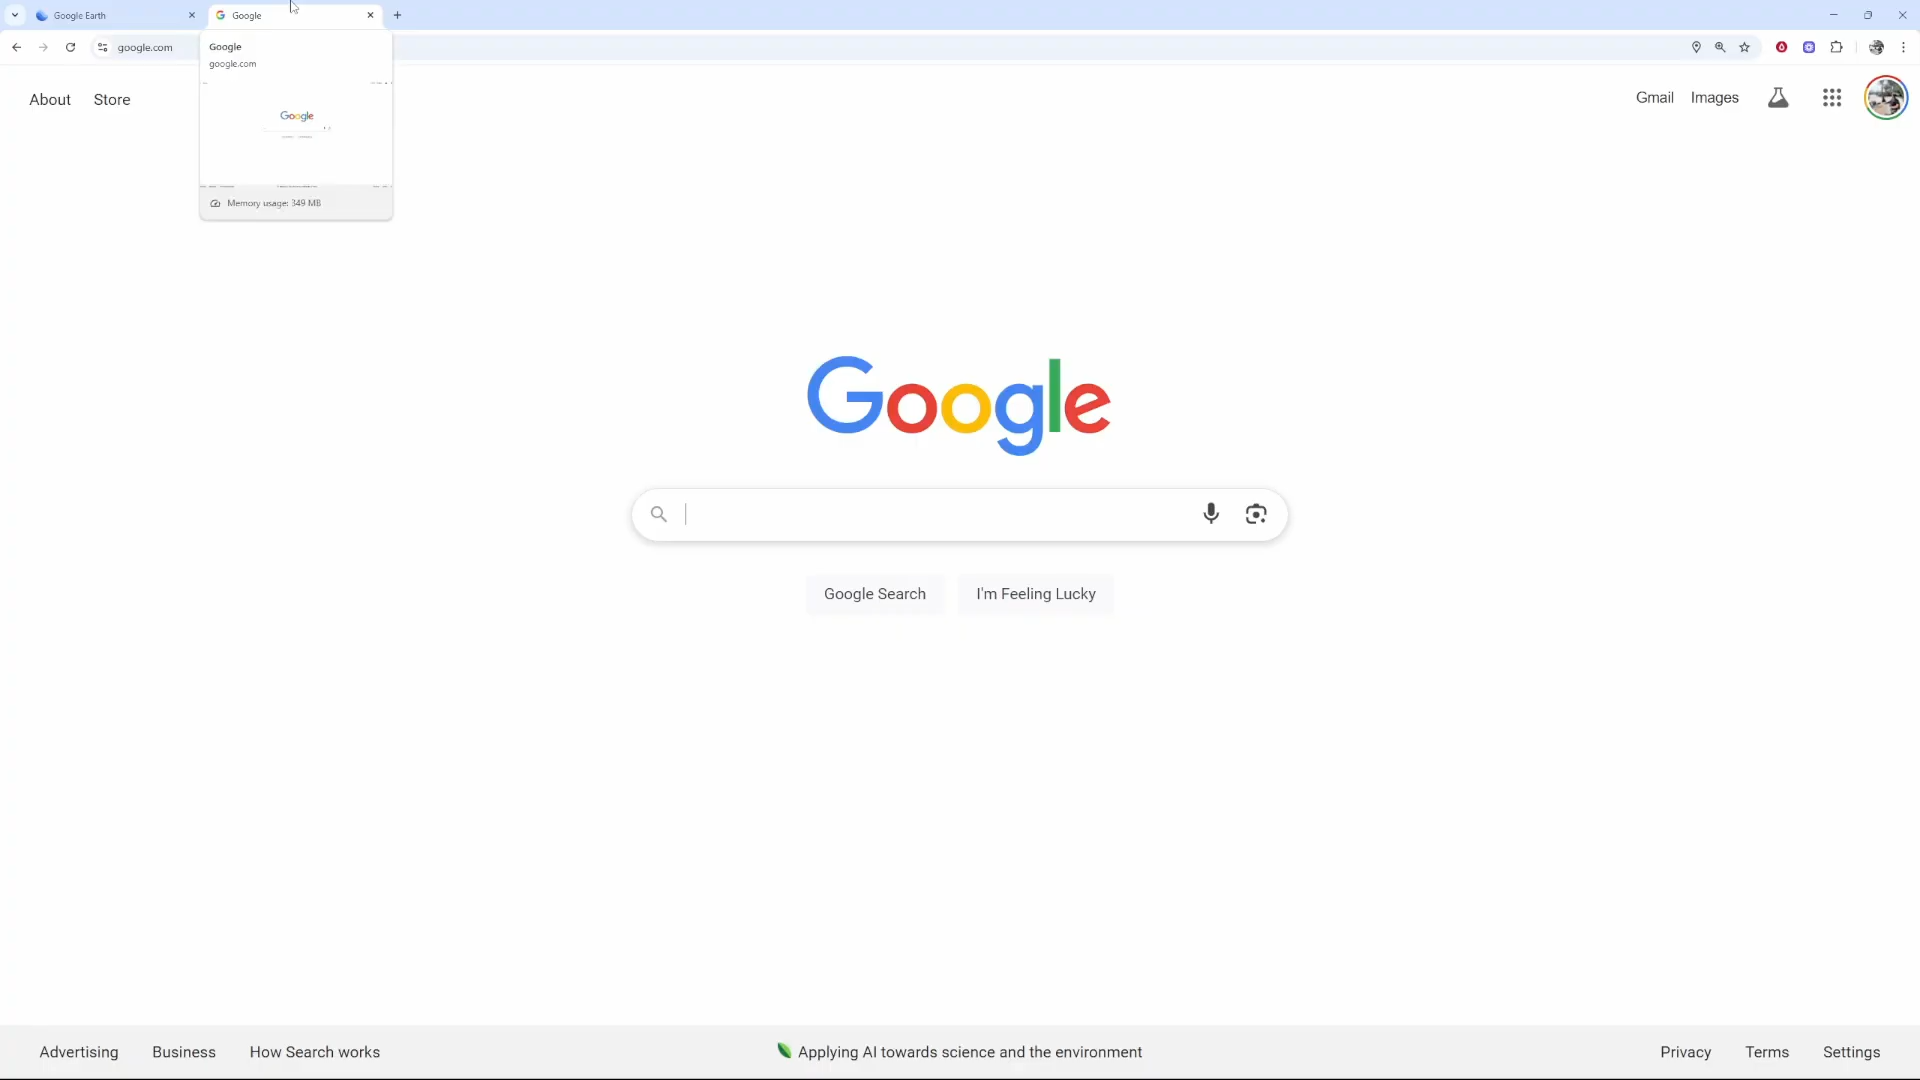 Google Earth
Google
google.com
Google
google.com
Google
Memory usage: 349 MB
About Store
Gmail Images
Google
Google Search I'm Feeling Lucky
Advertising Business How Search works
Applying AI towards science and the environment
Privacy Terms Settings